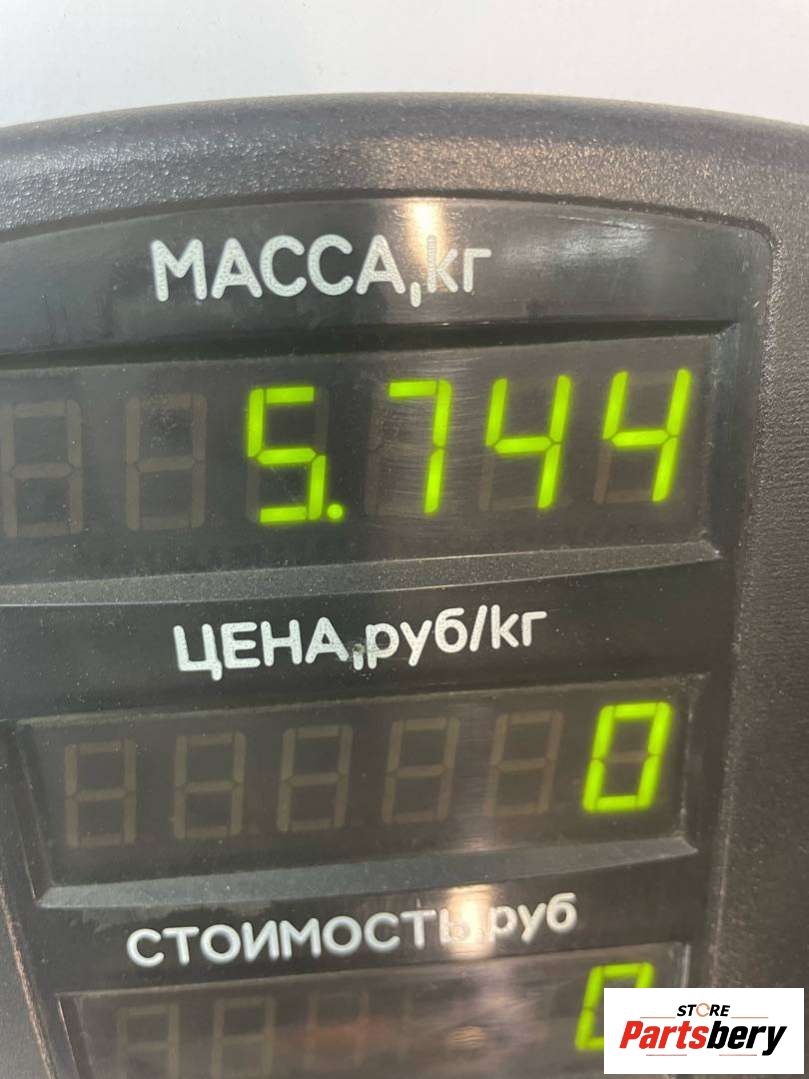 МАССА,кг
5.744
ЦЕНА,руб/кг
0
СТОИМОСТЬ,руб
0
STORE
Partsbery